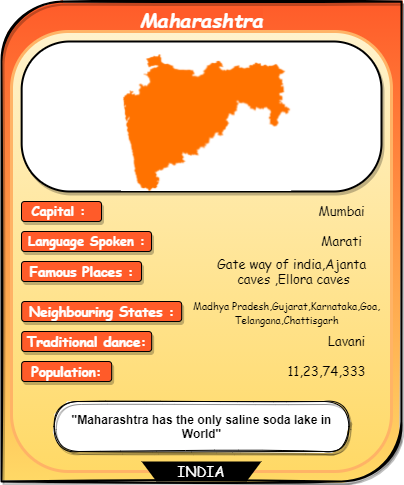 Maharashtra
Capital : Mumbai
Language Spoken : Marati
Famous Places : Gate way of india,Ajanta
caves ,Ellora caves
Neighbouring States : Madhya Pradesh,Gujarat,Karnataka,Goa,
Telangana,Chattisgarh
Traditional dance: Lavani
Population: 11,23,74,333
"Maharashtra has the only saline soda lake in
World"
INDIA